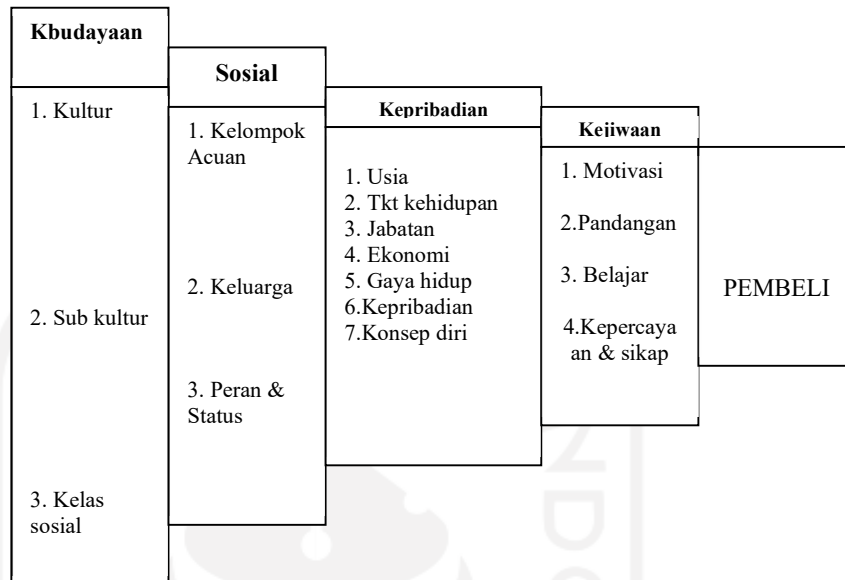 Kbudayaan
1. Kultur
2. Sub kultur
3. Kelas
sosial
Sosial
1. Kelompok
Acuan
2. Keluarga
3. Peran &
Status
Kepribadian
1. Usia
2. Tkt kehidupan
3. Jabatan
4. Ekonomi
5. Gaya hidup
6.Kepribadian
7.Konsep diri
Kejiwaan
1. Motivasi
2.Pandangan
3. Belajar
4.Kepercaya
an & sikap
PEMBELI